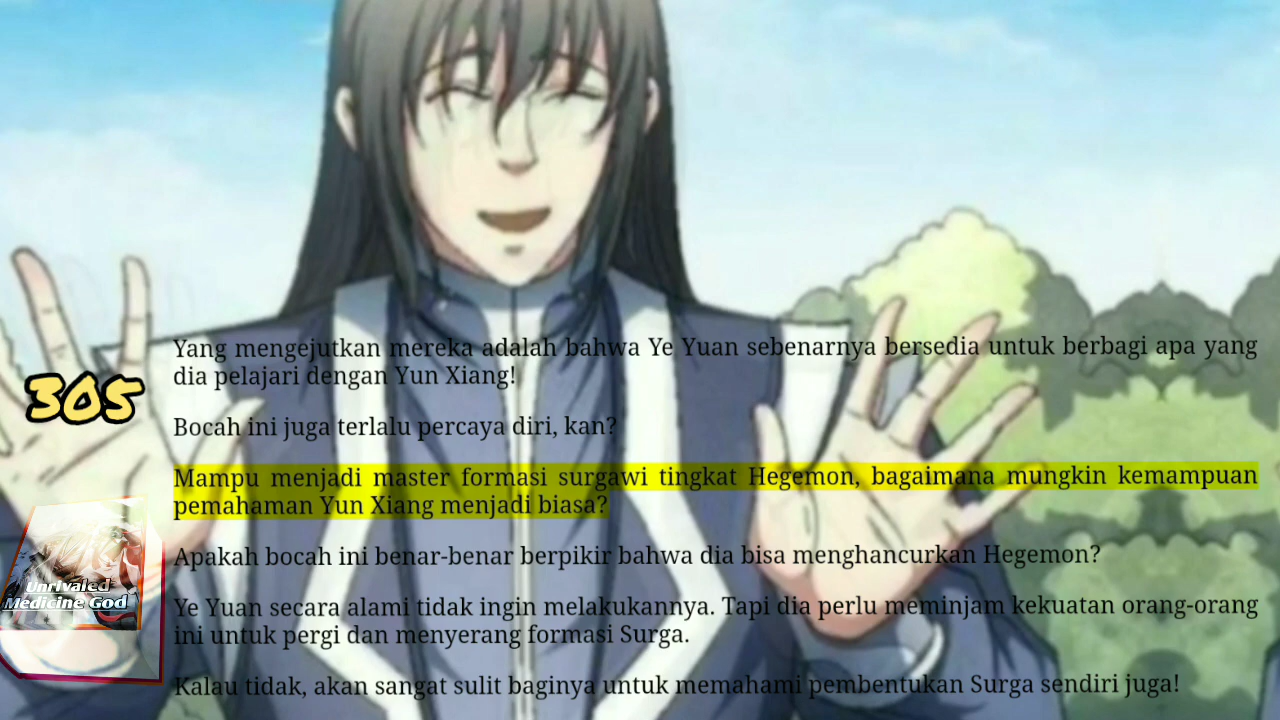 Yang mengejutkan mereka adalah bahwa Ye Yuan sebenarnya bersedia untuk berbagi apa yang
dia pelajari dengan Yun Xiang!
305
Bocah ini juga terlalu percaya diri, kan?
Mampu menjadi master formasi surgawi tingkat Hegemon, bagaimana mungkin kemampuan
pemahaman Yun Xiang menjadi biasa?
Apakah bocah ini benar-benar berpikir bahwa dia bisa menghancurkan Hegemon?
Unrivaled
Medicine God
Ye Yuan secara alami tidak ingin melakukannya. Tapi dia perlu meminjam kekuatan orang-orang
ini untuk pergi dan menyerang formasi Surga.
Kalau tidak, akan sangat sulit baginya untuk memahami pembentukan Surga sendiri juga!